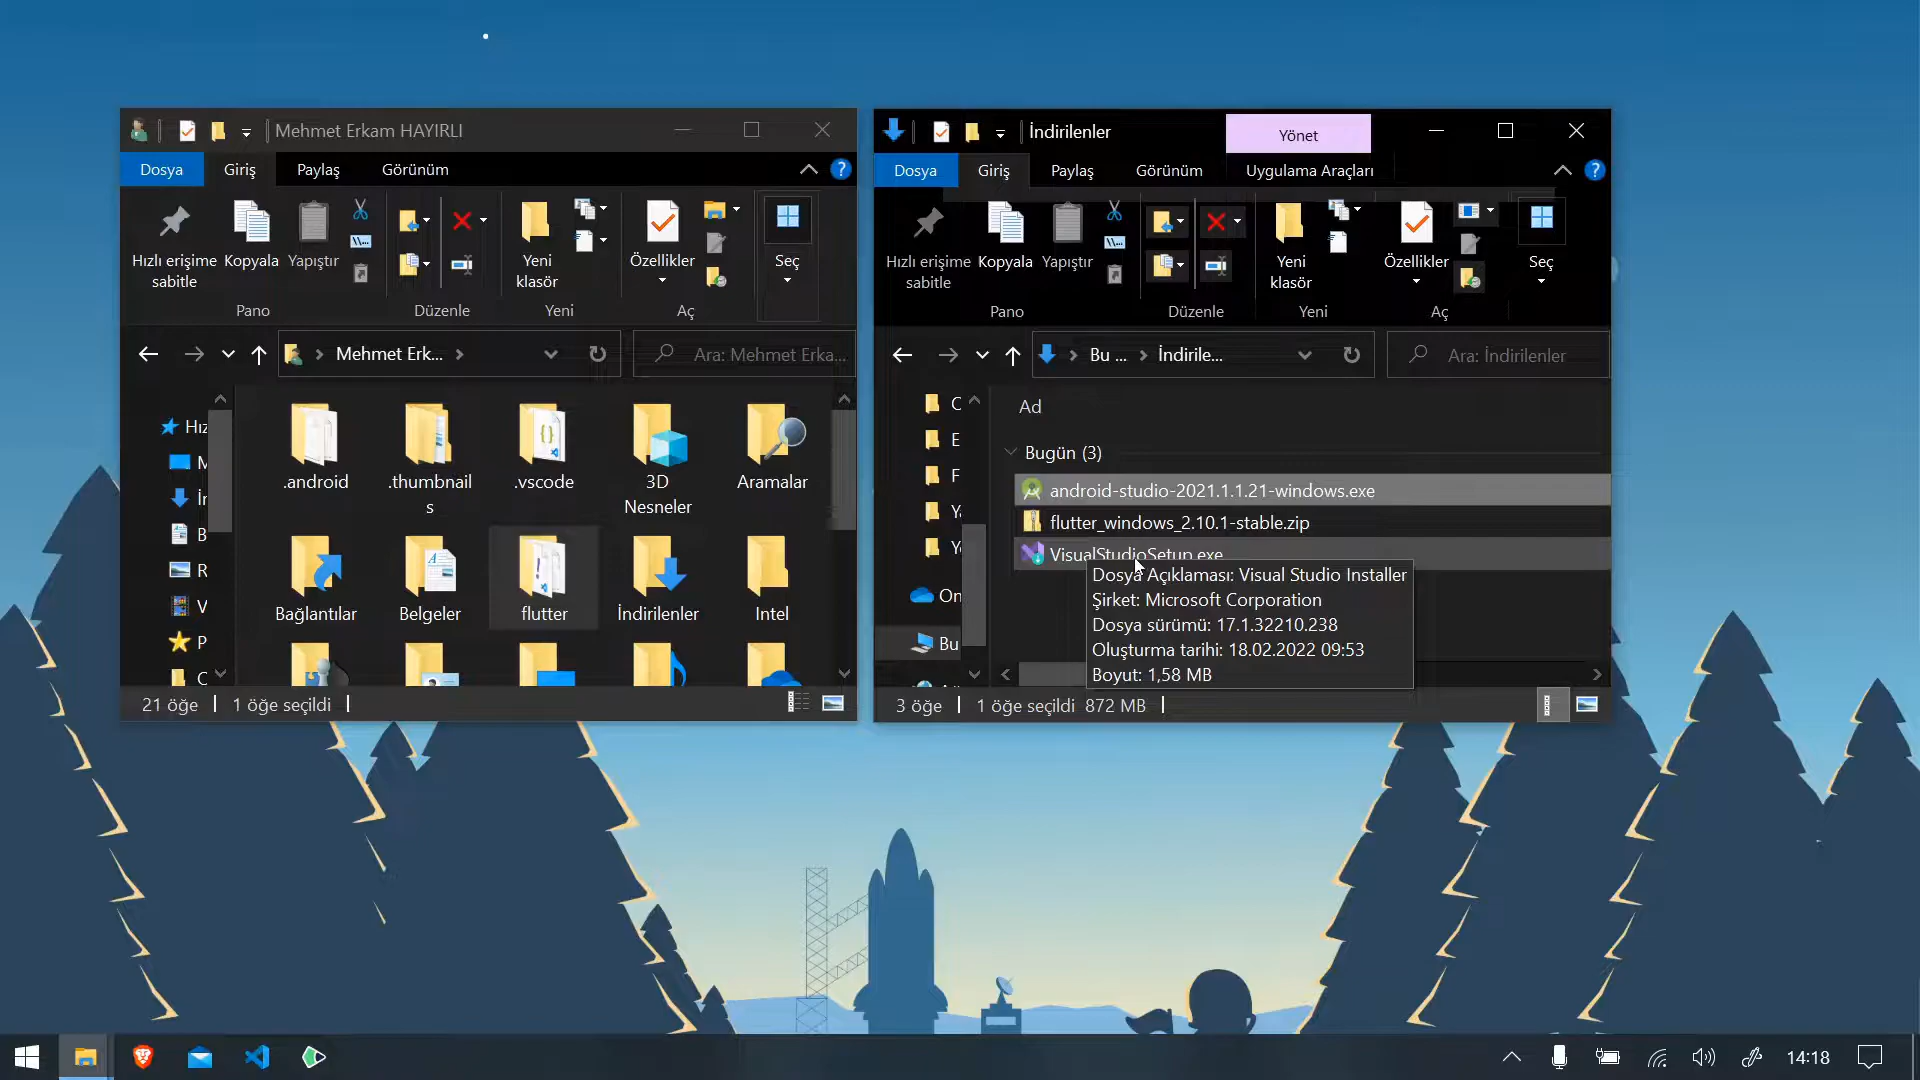 Mehmet Erkam HAYIRLI
Dosya
Giriş
Paylaş
Görünüm
Hızlı erişime sabitle
Kopyala
Yapıştır
Pano
Düzenle
Yeni klasör
Yeni
Özellikler
Aç
Seç
Mehmet Erk...
Ara: Mehmet Erka...
Hız
M
İn
B
R
V
P
C
.android
.thumbnail
s
.vscode
3D
Nesneler
Aramalar
Bağlantılar
Belgeler
flutter
İndirilenler
Intel
21 öğe
1 öğe seçildi
İndirilenler
Yönet
Dosya
Giriş
Paylaş
Görünüm
Uygulama Araçları
Hızlı erişime sabitle
Kopyala
Yapıştır
Pano
Düzenle
Yeni klasör
Yeni
Özellikler
Aç
Seç
Bu ...
İndirile...
Ara: İndirilenler
C
E
F
Ya
Ye
On
Bu
Ad
Bugün (3)
android-studio-2021.1.1.21-windows.exe
flutter_windows_2.10.1-stable.zip
VisualStudioSetup.exe
Dosya Açıklaması: Visual Studio Installer
Şirket: Microsoft Corporation
Dosya sürümü: 17.1.32210.238
Oluşturma tarihi: 18.02.2022 09:53
Boyut: 1,58 MB
3 öğe
1 öğe seçildi 872 MB
14:18